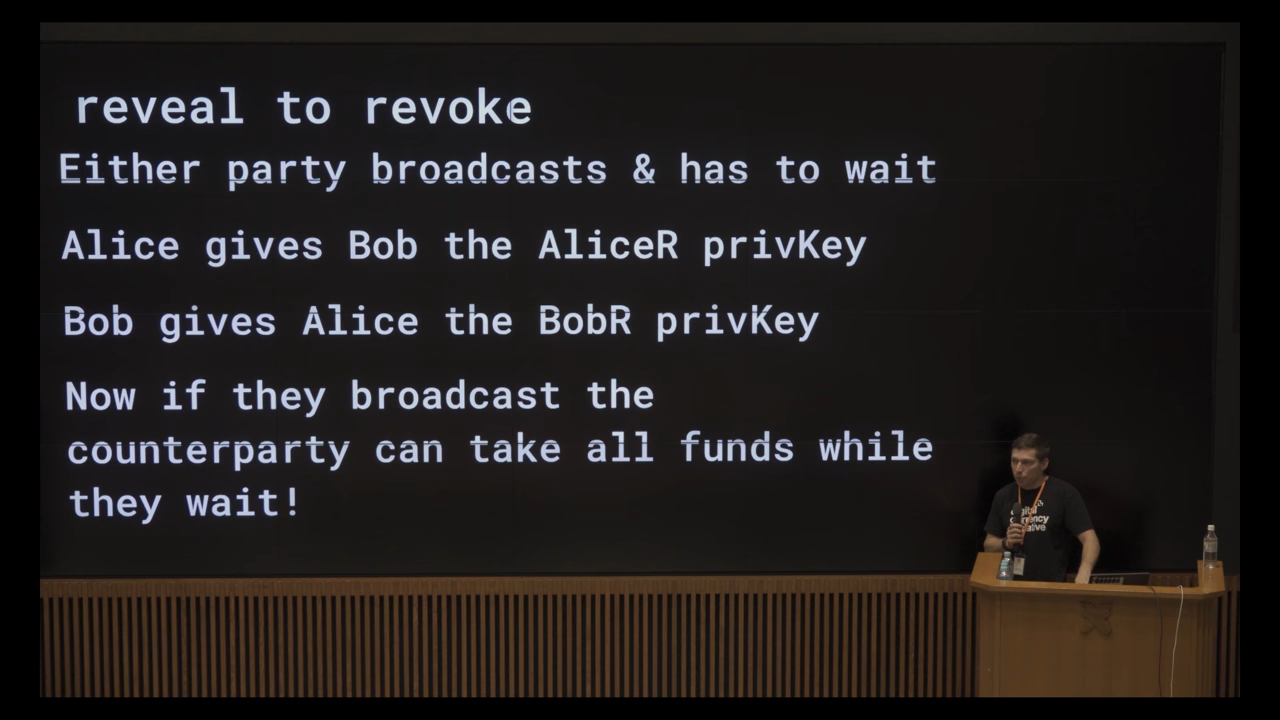 reveal to revoke
Either party broadcasts & has to wait
Alice gives Bob the AliceR privKey
Bob gives Alice the BobR privKey
Now if they broadcast the
counterparty can take all funds while
they wait!